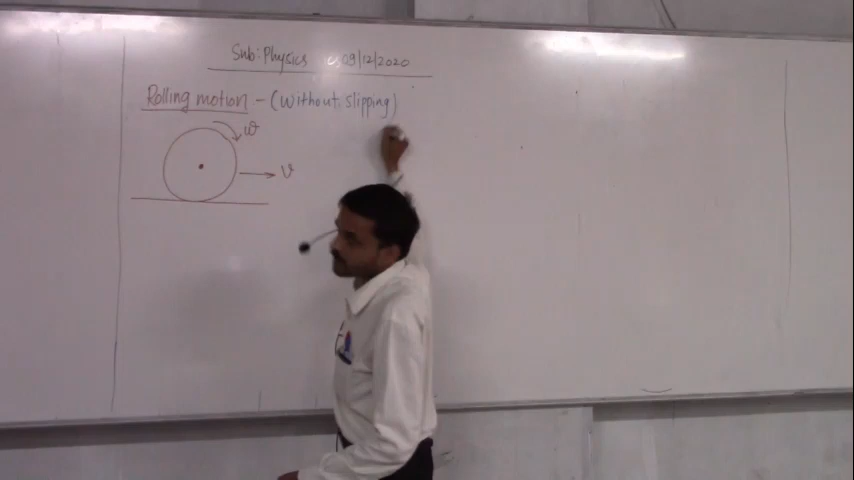 Sub: Physics 09/12/2020
Rolling motion - (without slipping)
ω
v